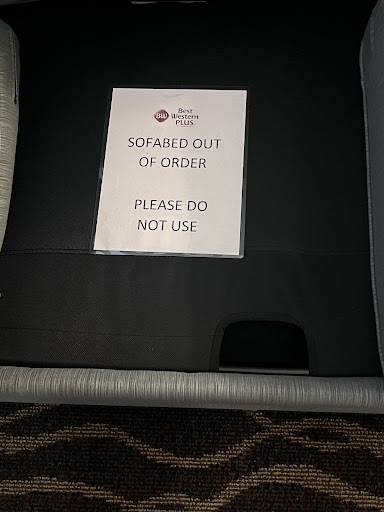 BW
Best
Western
PLUS
SOFABED OUT
OF ORDER
PLEASE DO
NOT USE